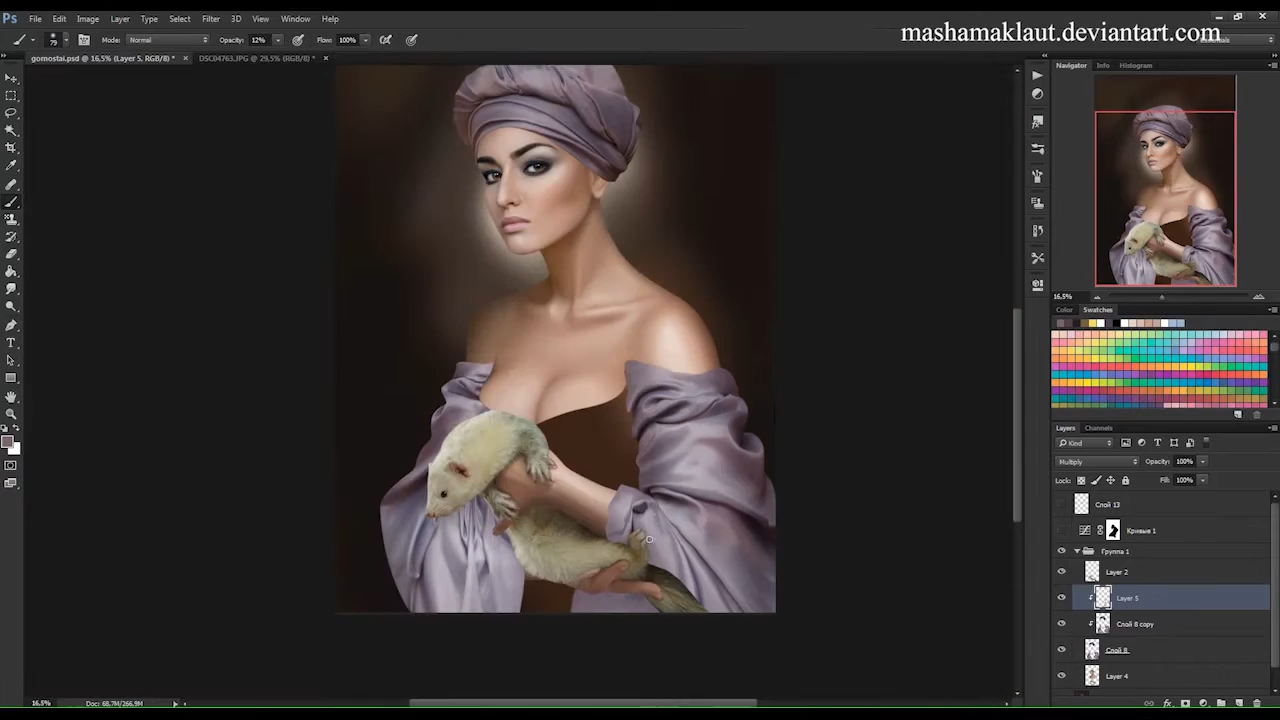 Ps File Edit Image Layer Type Select Filter 3D View Window Help
mashamaklaut.deviantart.com
79 Mode: Normal Opacity: 12% Flow: 100%
gornostai.psd @ 16,5% (Layer 5, RGB/8) * × DSC04763.JPG @ 29,5% (RGB/8) * ×
Navigator Info Histogram
16,5%
Color Swatches
Layers Channels
Kind
Multiply Opacity: 100%
Lock: Fill: 100%
Слой 13
Кривые 1
Группа 1
Layer 2
Layer 5
Слой 8 copy
Слой 8
Layer 4
16,5% Doc: 68,7M/266,9M